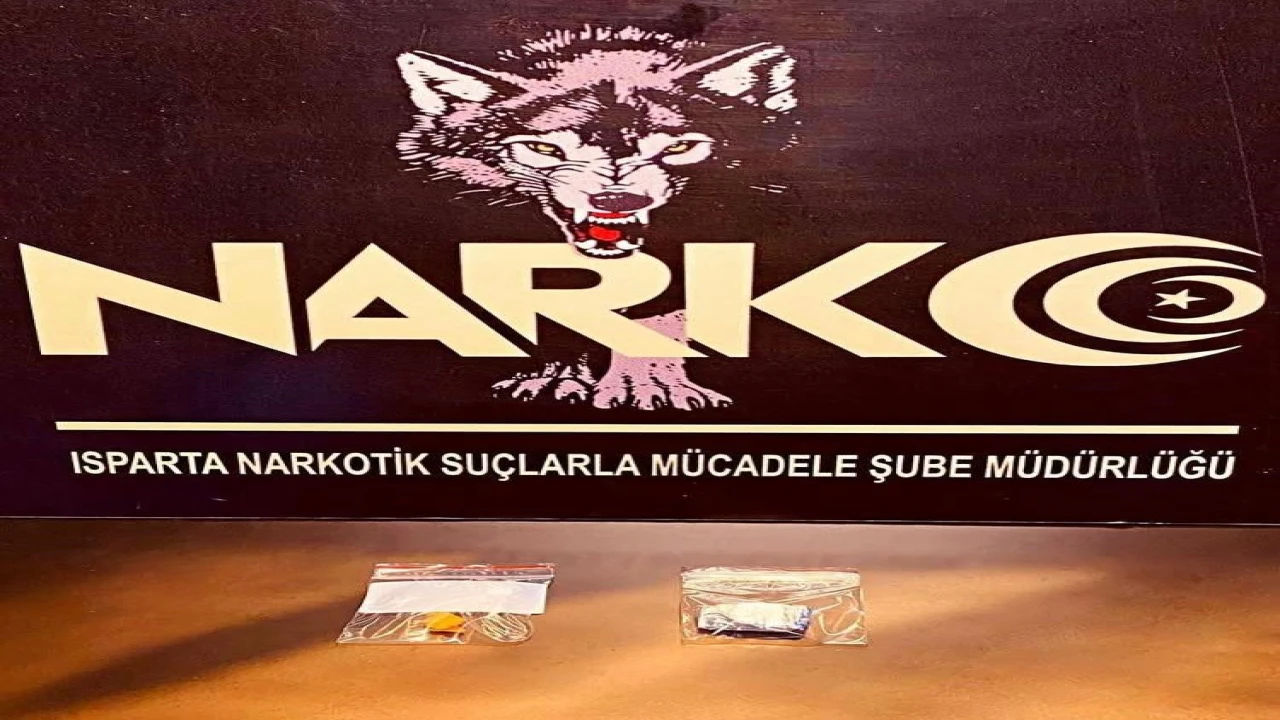 NARKO
ISPARTA NARKOTİK SUÇLARLA MÜCADELE ŞUBE MÜDÜRLÜĞÜ